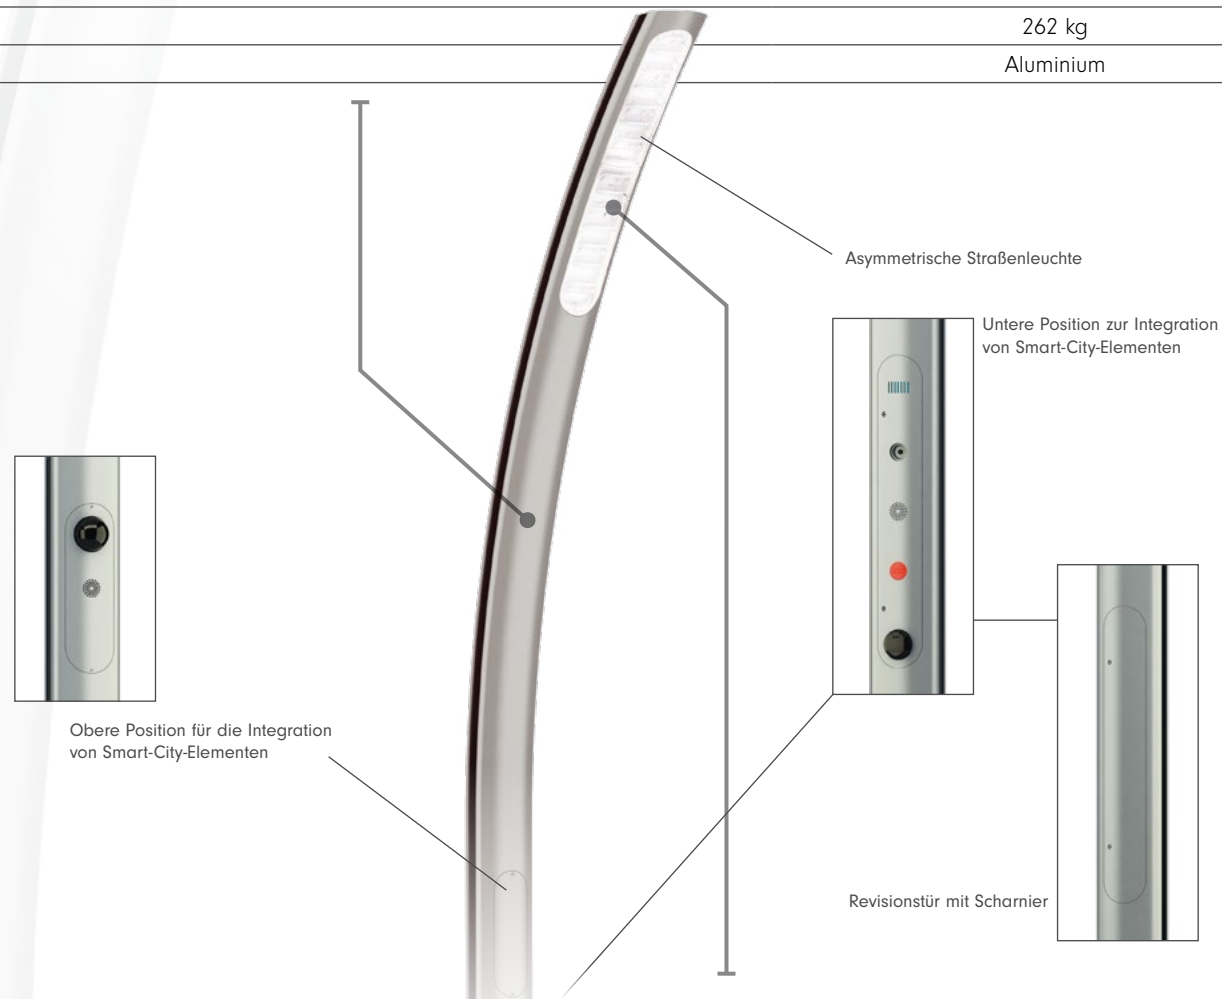 262 kg
Aluminium
Asymmetrische Straßenleuchte
Untere Position zur Integration
von Smart-City-Elementen
Obere Position für die Integration
von Smart-City-Elementen
Revisionstür mit Scharnier